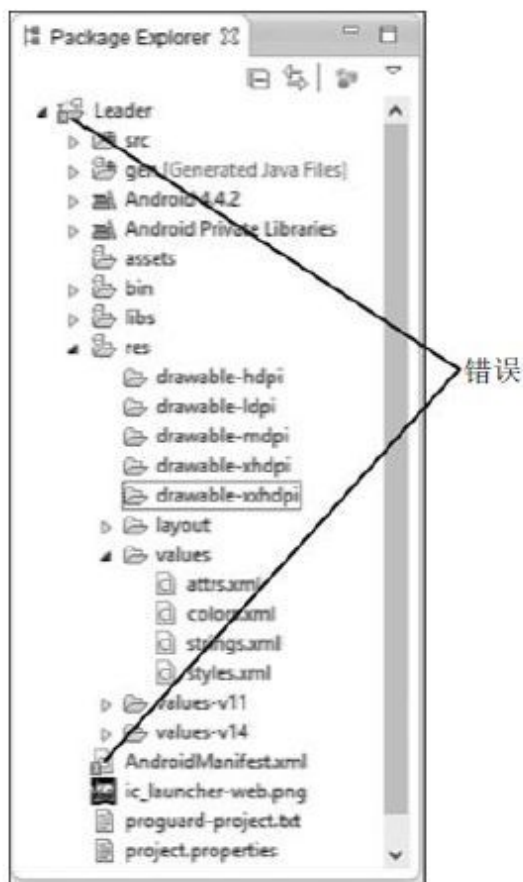 Package Explorer
Leader
src
gen [Generated Java Files]
Android 4.4.2
Android Private Libraries
assets
bin
libs
res
drawable-hdpi
drawable-ldpi
drawable-mdpi
drawable-xhdpi
drawable-xxhdpi
layout
values
attrs.xml
colors.xml
strings.xml
styles.xml
values-v11
values-v14
AndroidManifest.xml
ic_launcher-web.png
proguard-project.txt
project.properties
错误